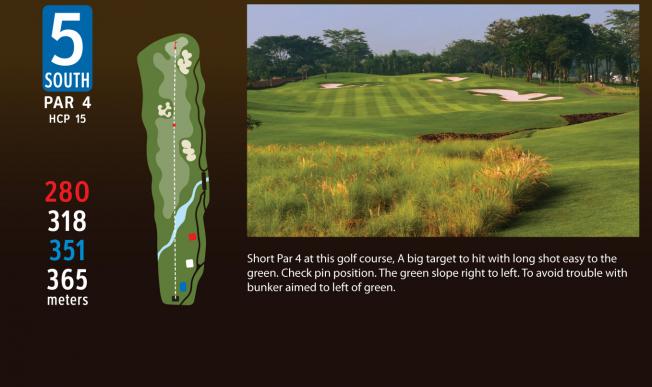 5
SOUTH
PAR 4
HCP 15
280
318
351
365
meters
Short Par 4 at this golf course, A big target to hit with long shot easy to the
green. Check pin position. The green slope right to left. To avoid trouble with
bunker aimed to left of green.